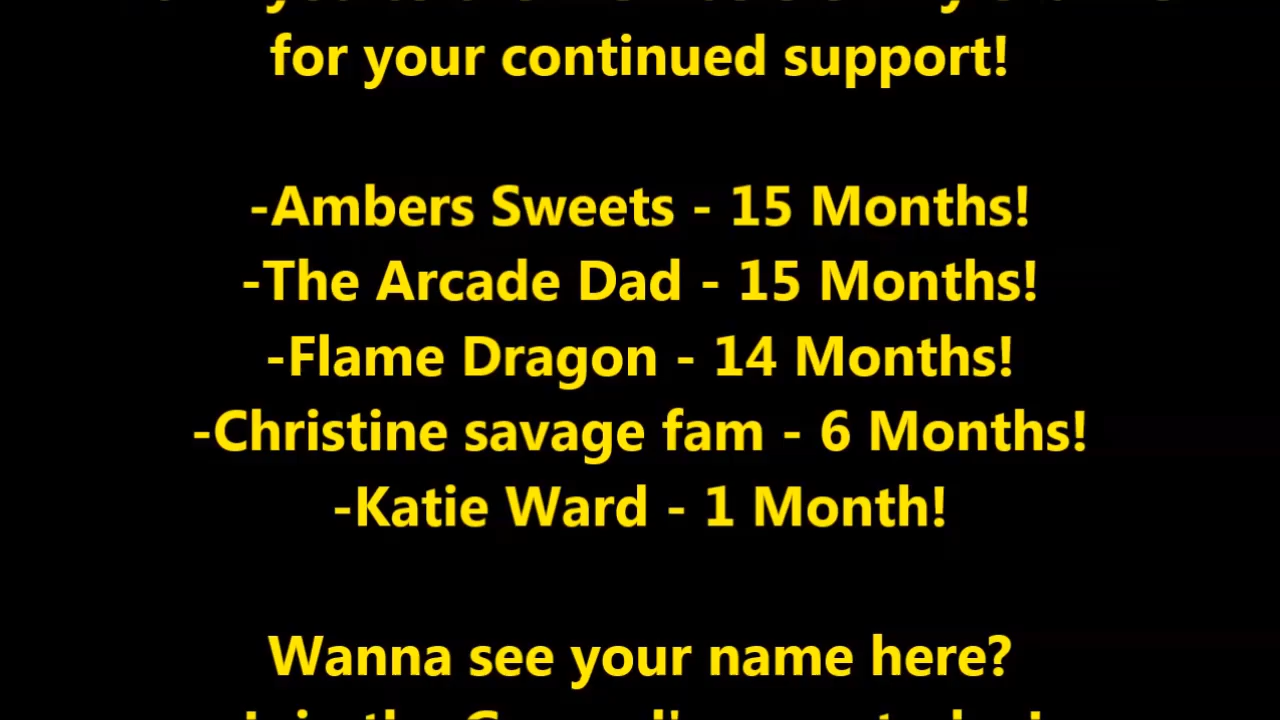 for your continued support!
-Ambers Sweets - 15 Months!
-The Arcade Dad - 15 Months!
-Flame Dragon - 14 Months!
-Christine savage fam - 6 Months!
-Katie Ward - 1 Month!
Wanna see your name here?